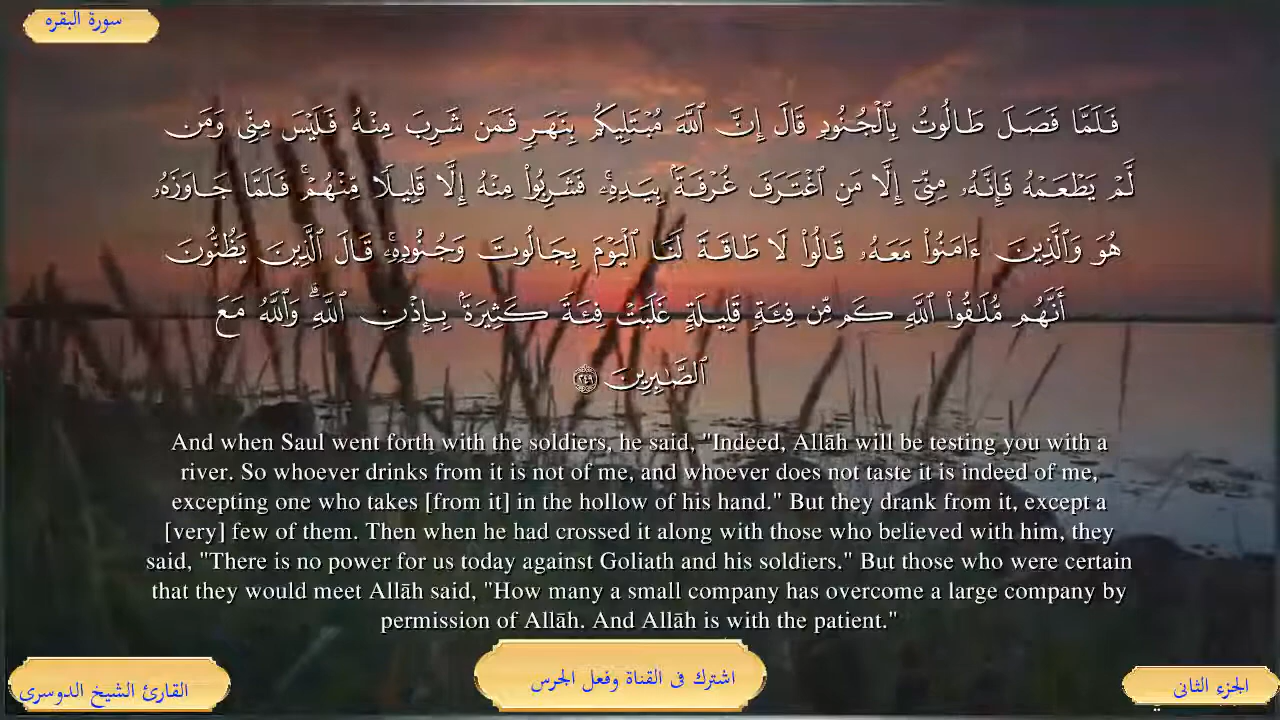 سورة البقره
فَلَمَّا فَصَلَ طَالُوتُ بِٱلْجُنُودِ قَالَ إِنَّ ٱللَّهَ مُبْتَلِيكُم بِنَهَرٍ فَمَن شَرِبَ مِنْهُ فَلَيْسَ مِنِّى وَمَن
لَّمْ يَطْعَمْهُ فَإِنَّهُۥ مِنِّىٓ إِلَّا مَنِ ٱغْتَرَفَ غُرْفَةًۢ بِيَدِهِۦۚ فَشَرِبُوا۟ مِنْهُ إِلَّا قَلِيلًا مِّنْهُمْۚ فَلَمَّا جَاوَزَهُۥ
هُوَ وَٱلَّذِينَ ءَامَنُوا۟ مَعَهُۥ قَالُوا۟ لَا طَاقَةَ لَنَا ٱلْيَوْمَ بِجَالُوتَ وَجُنُودِهِۦۚ قَالَ ٱلَّذِينَ يَظُنُّونَ
أَنَّهُم مُّلَٰقُوا۟ ٱللَّهِ كَم مِّن فِئَةٍ قَلِيلَةٍ غَلَبَتْ فِئَةً كَثِيرَةًۢ بِإِذْنِ ٱللَّهِۗ وَٱللَّهُ مَعَ
ٱلصَّٰبِرِينَ ٢٤٩
And when Saul went forth with the soldiers, he said, "Indeed, Allāh will be testing you with a
river. So whoever drinks from it is not of me, and whoever does not taste it is indeed of me,
excepting one who takes [from it] in the hollow of his hand." But they drank from it, except a
[very] few of them. Then when he had crossed it along with those who believed with him, they
said, "There is no power for us today against Goliath and his soldiers." But those who were certain
that they would meet Allāh said, "How many a small company has overcome a large company by
permission of Allāh. And Allāh is with the patient."
الجزء الثانى
اشترك فى القناة وفعل الجرس
القارئ الشيخ الدوسرى